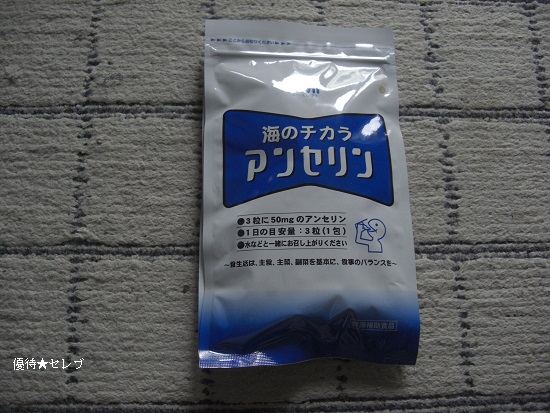 海のチカラ
アンセリン
●3粒に50mgのアンセリン
●1日の目安量:3粒(1包)
●水などと一緒にお召し上がりください
〜食生活は、主食、主菜、副菜を基本に、食事のバランスを〜
栄養補助食品
優待★セレブ